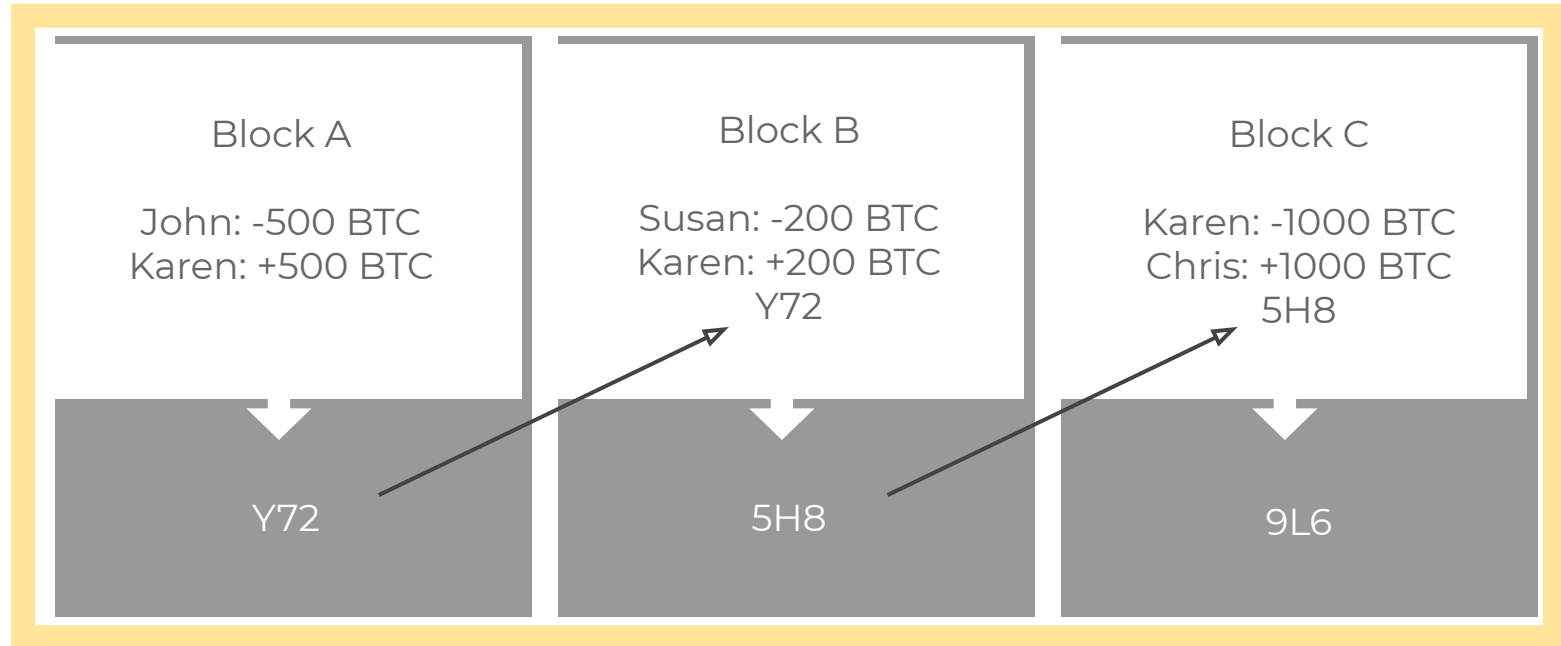 Block A
John: -500 BTC
Karen: +500 BTC
Y72
Block B
Susan: -200 BTC
Karen: +200 BTC
Y72
5H8
Block C
Karen: -1000 BTC
Chris: +1000 BTC
5H8
9L6